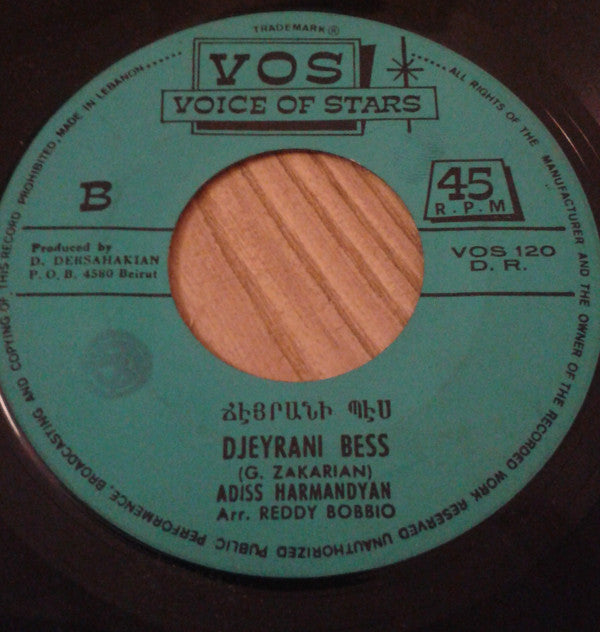 TRADEMARK ®
VOS
VOICE OF STARS
B
45
R.P.M
Produced by
D. DERSAHAKIAN
P. O. B. 4580 Beirut
VOS 120
D. R.
ՃԷՅՐԱՆԻ ՊԷՍ
DJEYRANI BESS
(G. ZAKARIAN)
ADISS HARMANDYAN
Arr. REDDY BOBBIO
ALL RIGHTS OF THE MANUFACTURER AND THE OWNER OF THE RECORDED WORK RESERVED UNAUTHORIZED PUBLIC PERFORMENCE, BROADCASTING AND COPYING OF THIS RECORD PROHIBITED, MADE IN LEBANON